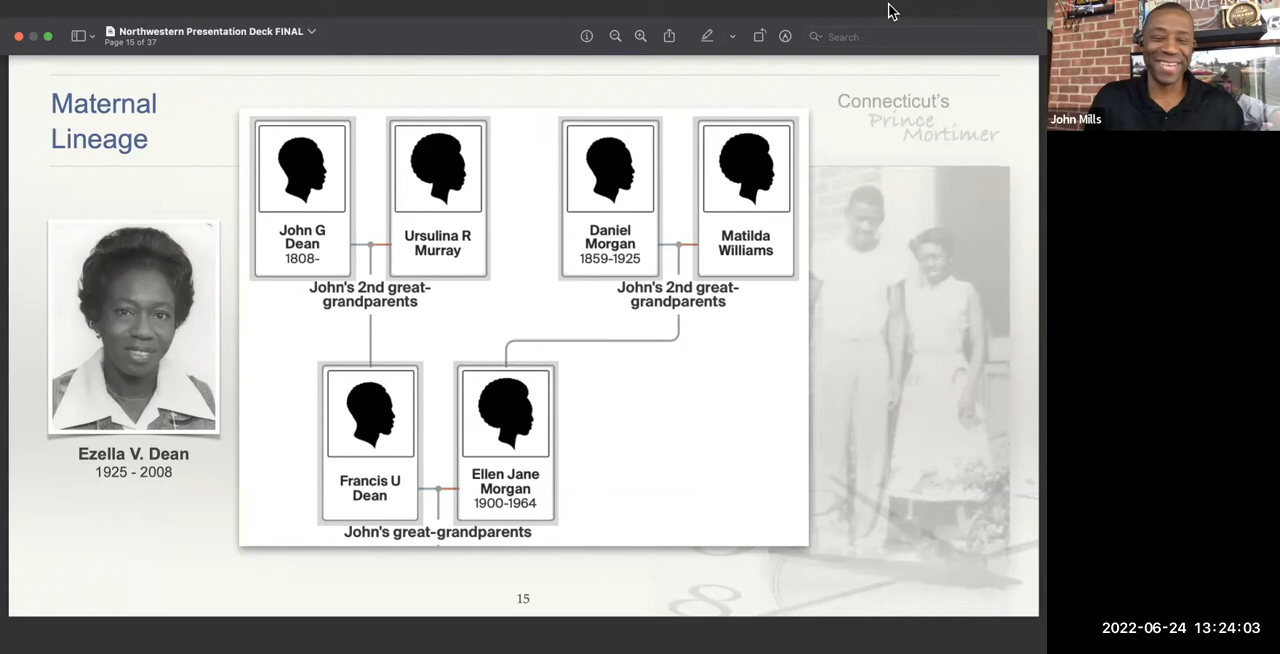 Northwestern Presentation Deck FINAL
Page 15 of 37
Search
Maternal
Lineage
Connecticut's
Prince
Mortimer
John G
Dean
1808-
Ursulina R
Murray
Daniel
Morgan
1859-1925
Matilda
Williams
John's 2nd great-
grandparents
John's 2nd great-
grandparents
Francis U
Dean
Ellen Jane
Morgan
1900-1964
John's great-grandparents
Ezella V. Dean
1925 - 2008
15
John Mills
LIVE
2022-06-24 13:24:03